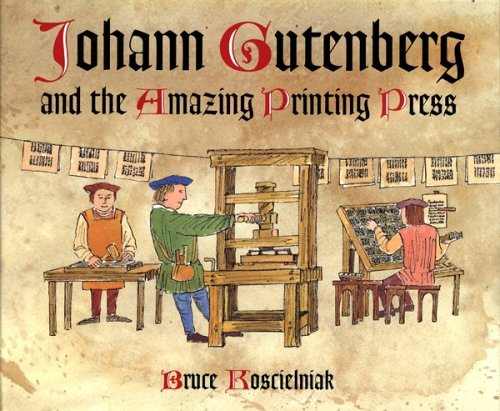 Johann Gutenberg
and the Amazing Printing Press
Bruce Koscielniak